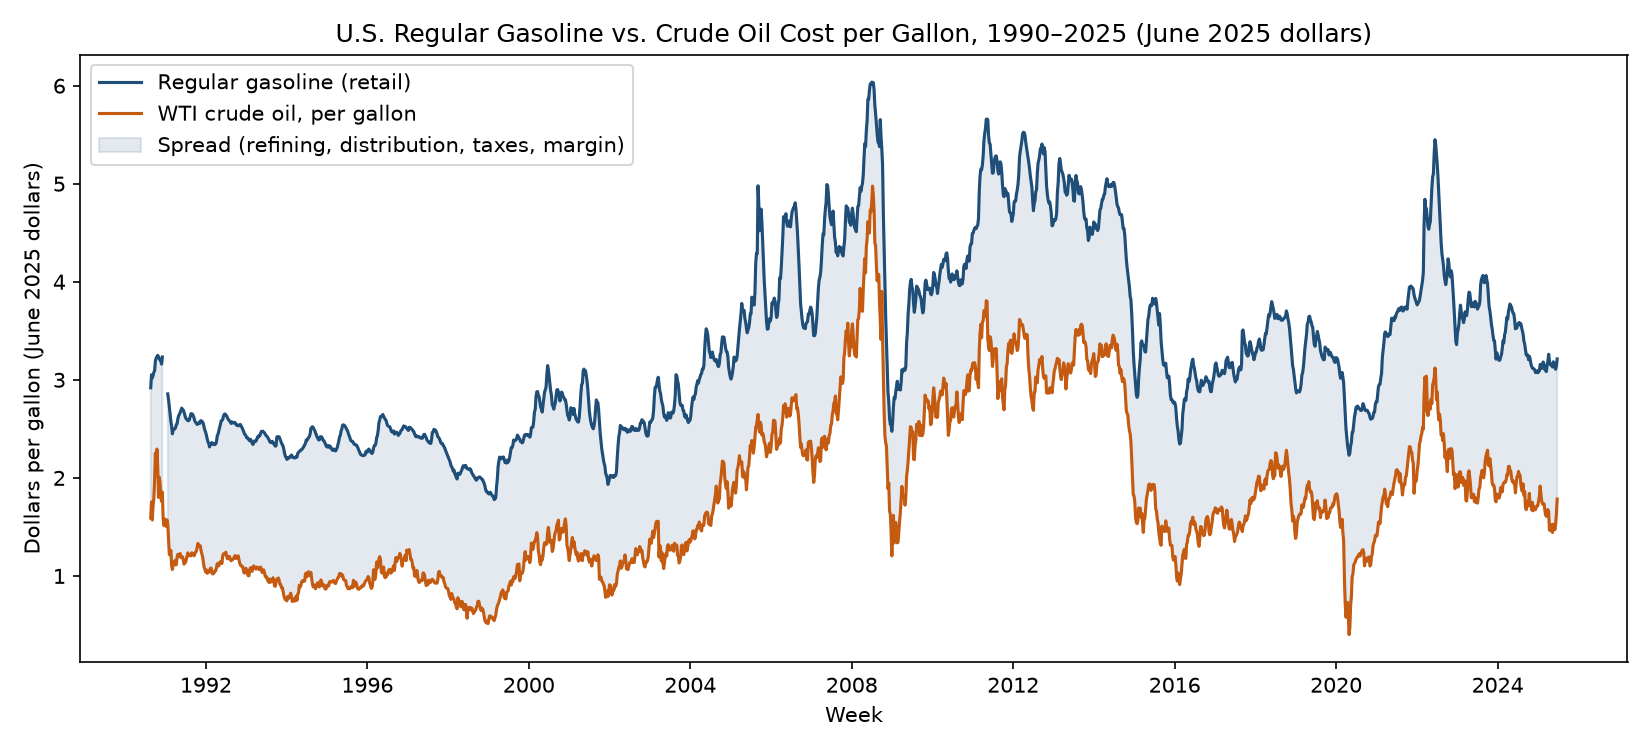 U.S. Regular Gasoline vs. Crude Oil Cost per Gallon, 1990–2025 (June 2025 dollars)
Regular gasoline (retail)
WTI crude oil, per gallon
Spread (refining, distribution, taxes, margin)
Dollars per gallon (June 2025 dollars)
6
5
4
3
2
1
1992 1996 2000 2004 2008 2012 2016 2020 2024
Week